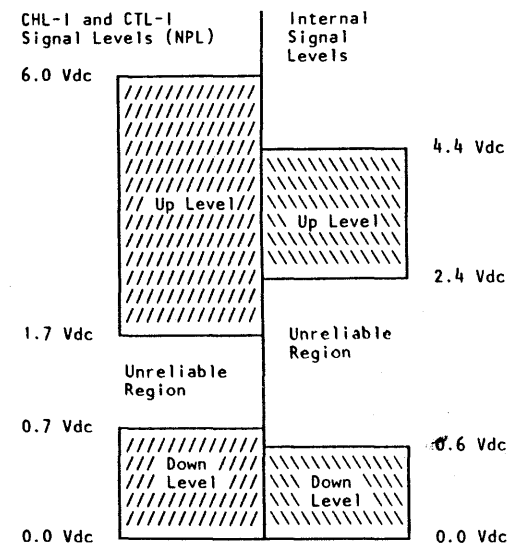 CHL-I and CTL-I
Signal Levels (NPL)
Internal
Signal
Levels
6.0 Vdc
4.4 Vdc
Up Level
Up Level
2.4 Vdc
1.7 Vdc
Unreliable
Region
Unreliable
Region
0.7 Vdc
0.6 Vdc
Down
Level
Down
Level
0.0 Vdc
0.0 Vdc